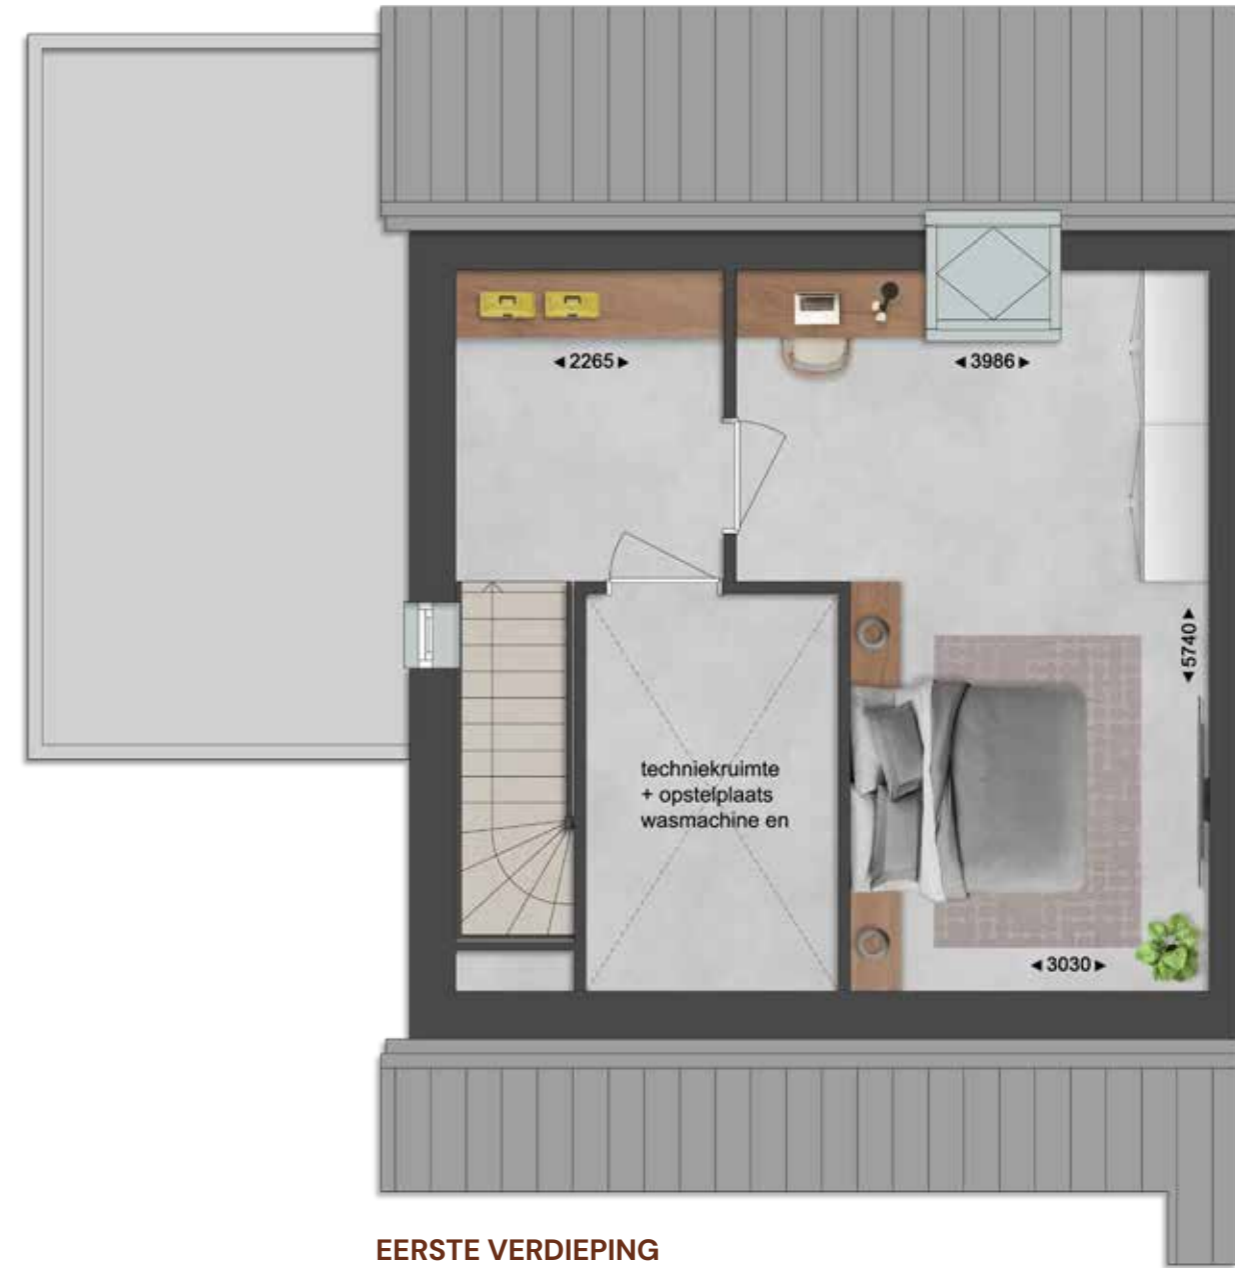 ◄2265►
◄3986►
◄5740►
techniekruimte
+ opstelplaats
wasmachine en
◄3030►
EERSTE VERDIEPING